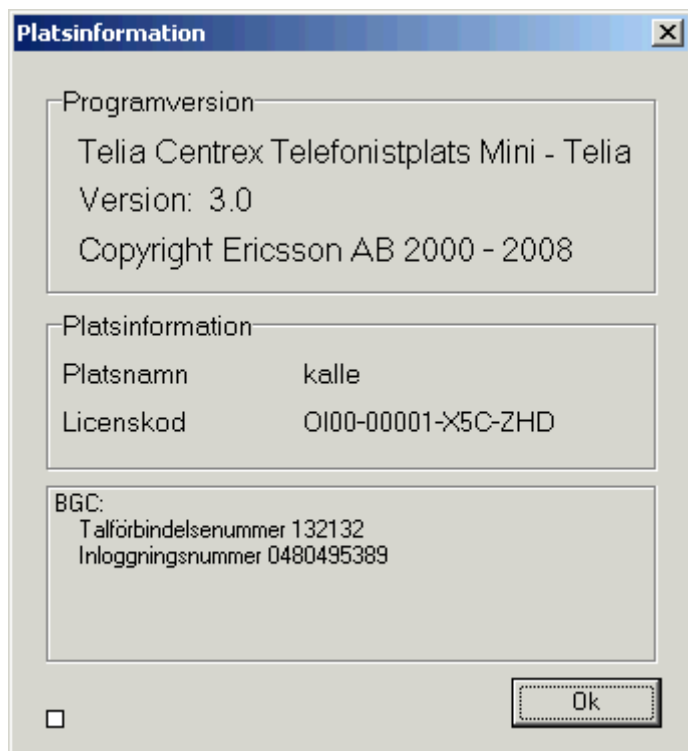 Platsinformation
Programversion
Telia Centrex Telefonistplats Mini - Telia
Version: 3.0
Copyright Ericsson AB 2000 - 2008
Platsinformation
Platsnamn kalle
Licenskod OI00-00001-X5C-ZHD
BGC:
Talförbindelsenummer 132132
Inloggningsnummer 0480495389
Ok